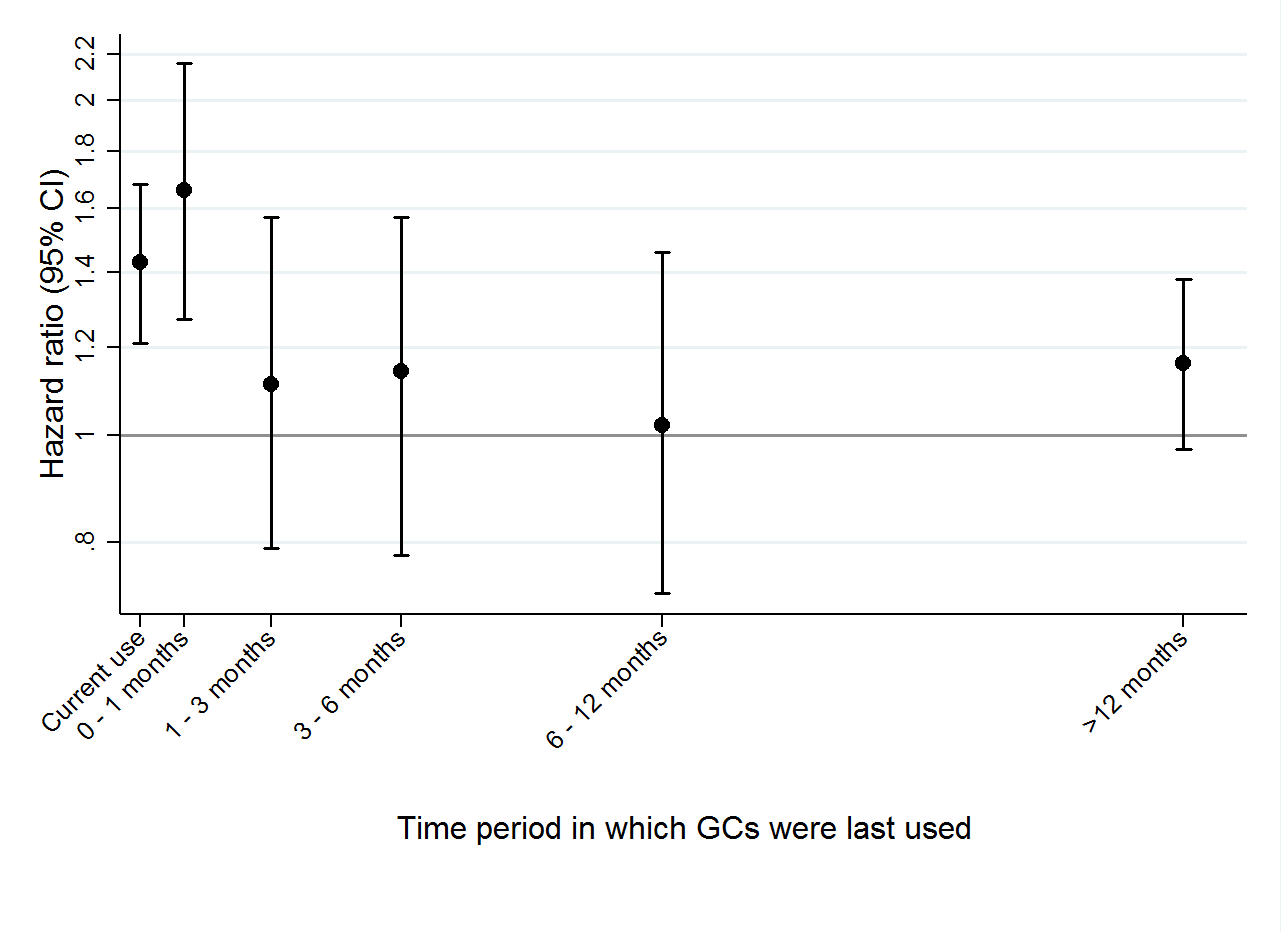 Hazard ratio (95% CI)
2.2
2
1.8
1.6
1.4
1.2
1
.8
Current use
0 - 1 months
1 - 3 months
3 - 6 months
6 - 12 months
>12 months
Time period in which GCs were last used